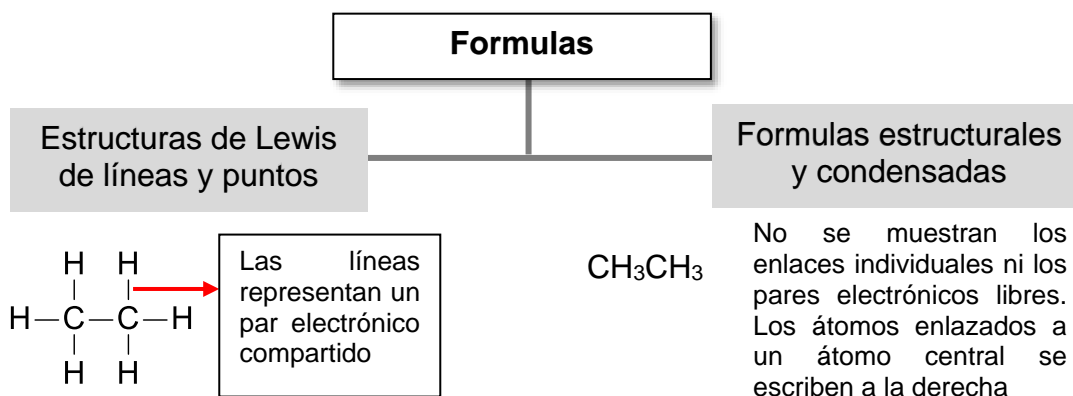 Formulas
Estructuras de Lewis
de líneas y puntos
Formulas estructurales
y condensadas
H H
H—C—C—H
H H
Las líneas
representan un
par electrónico
compartido
CH₃CH₃
No se muestran los
enlaces individuales ni los
pares electrónicos libres.
Los átomos enlazados a
un átomo central se
escriben a la derecha